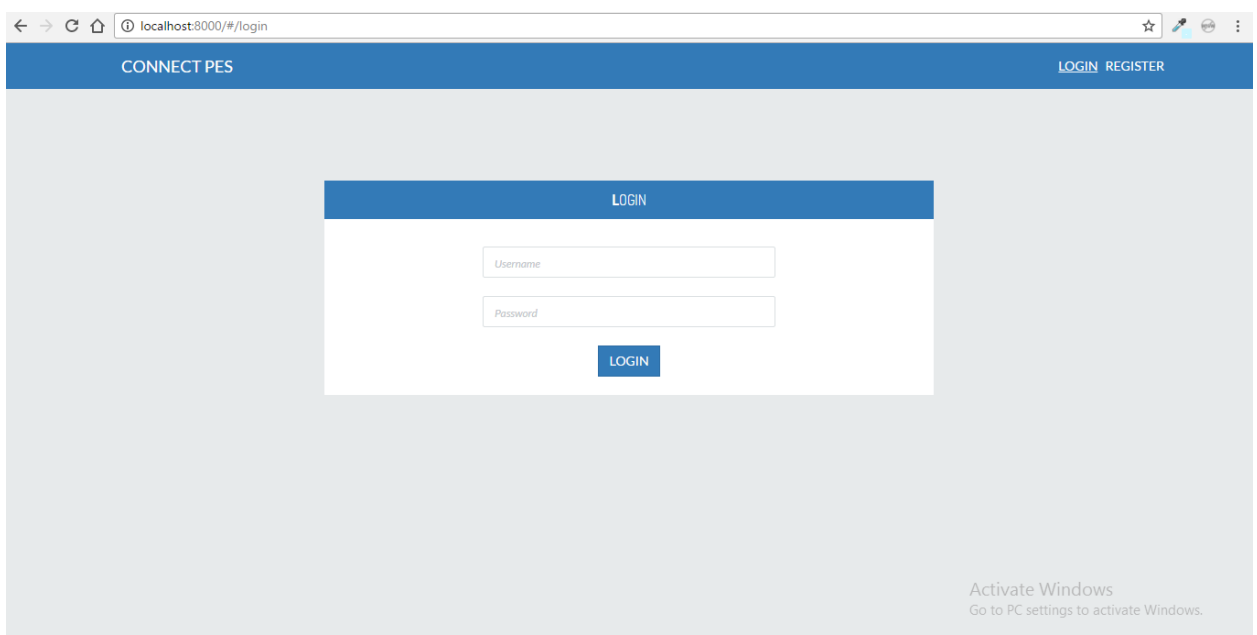 localhost:8000/#/login
CONNECT PES
LOGIN REGISTER
LOGIN
Username
Password
LOGIN
Activate Windows
Go to PC settings to activate Windows.